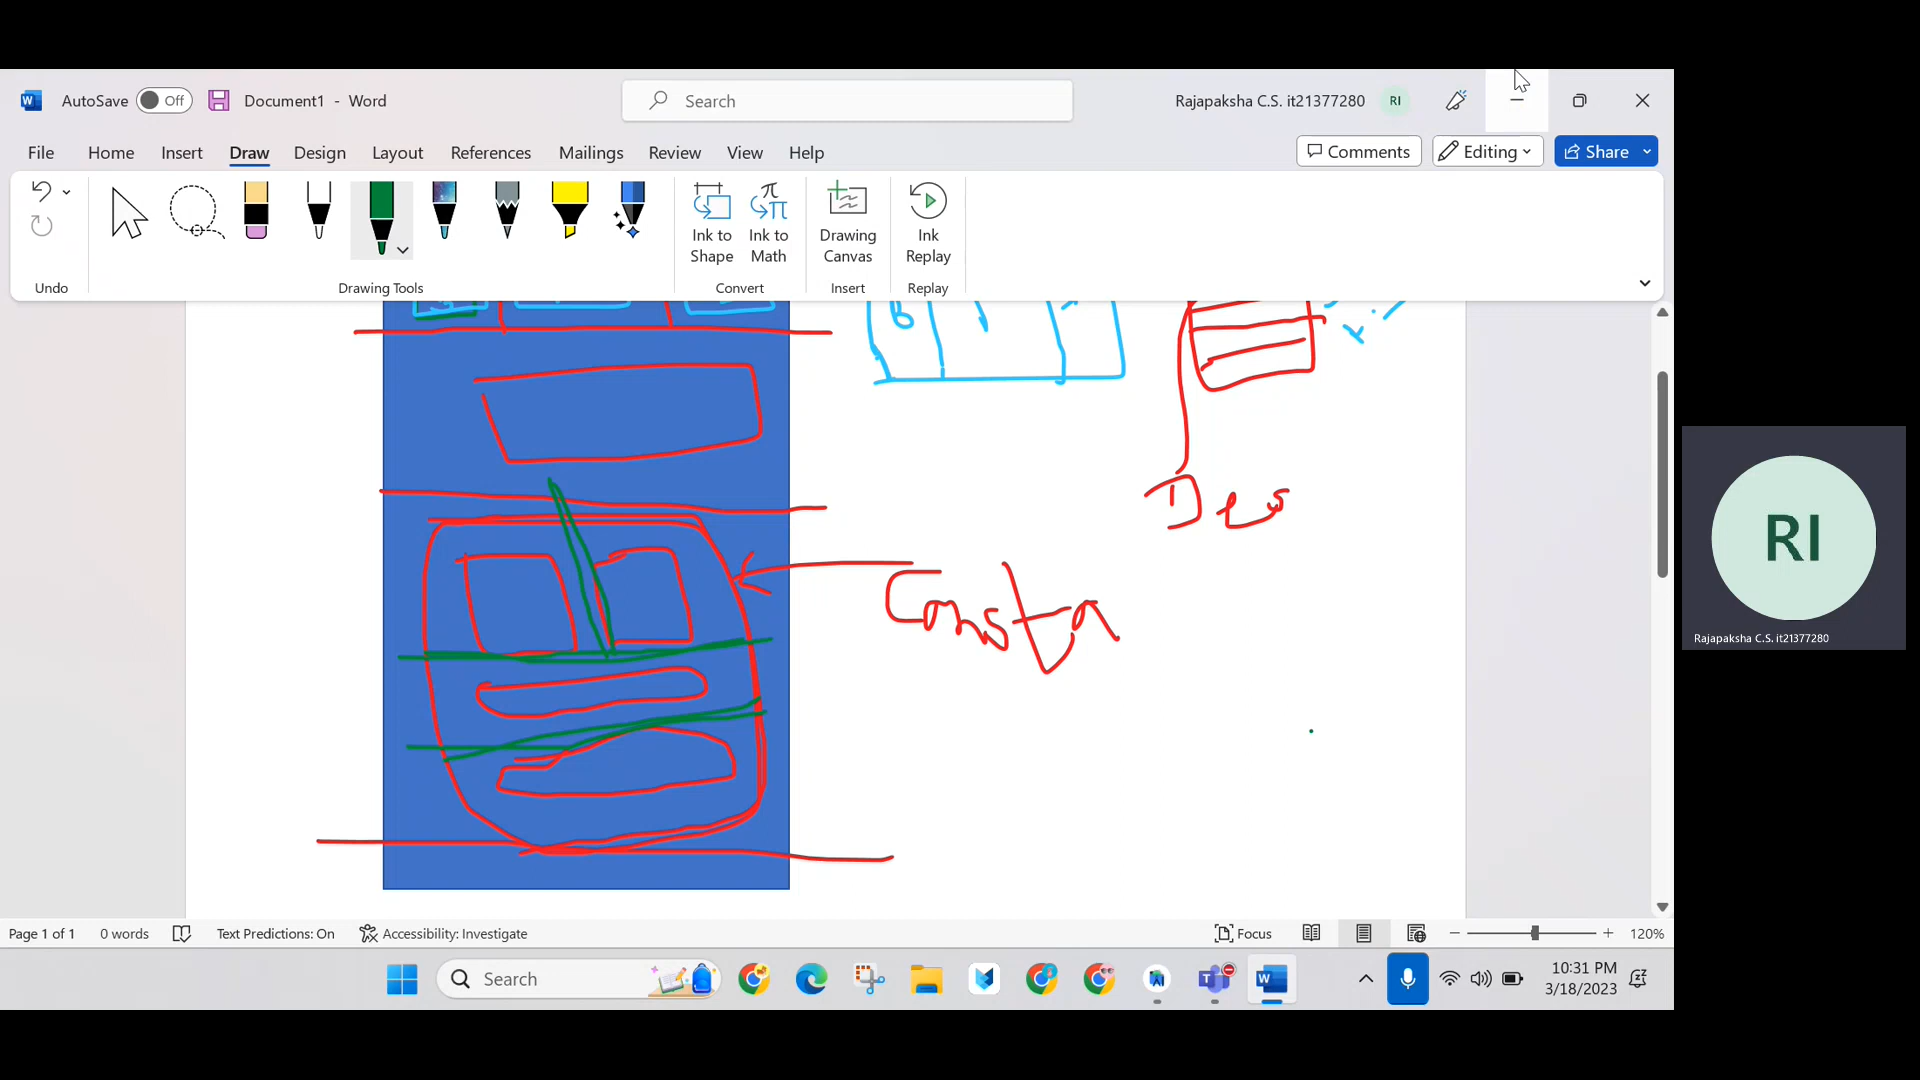 AutoSave Off Document1 - Word Search Rajapaksha C.S. it21377280 RI
File Home Insert Draw Design Layout References Mailings Review View Help Comments Editing Share
Ink to Shape
Ink to Math
Drawing Canvas
Ink Replay
Undo Drawing Tools Convert Insert Replay
RI
Rajapaksha C.S. it21377280
Page 1 of 1 0 words Text Predictions: On Accessibility: Investigate Focus 120%
Search 10:31 PM
3/18/2023